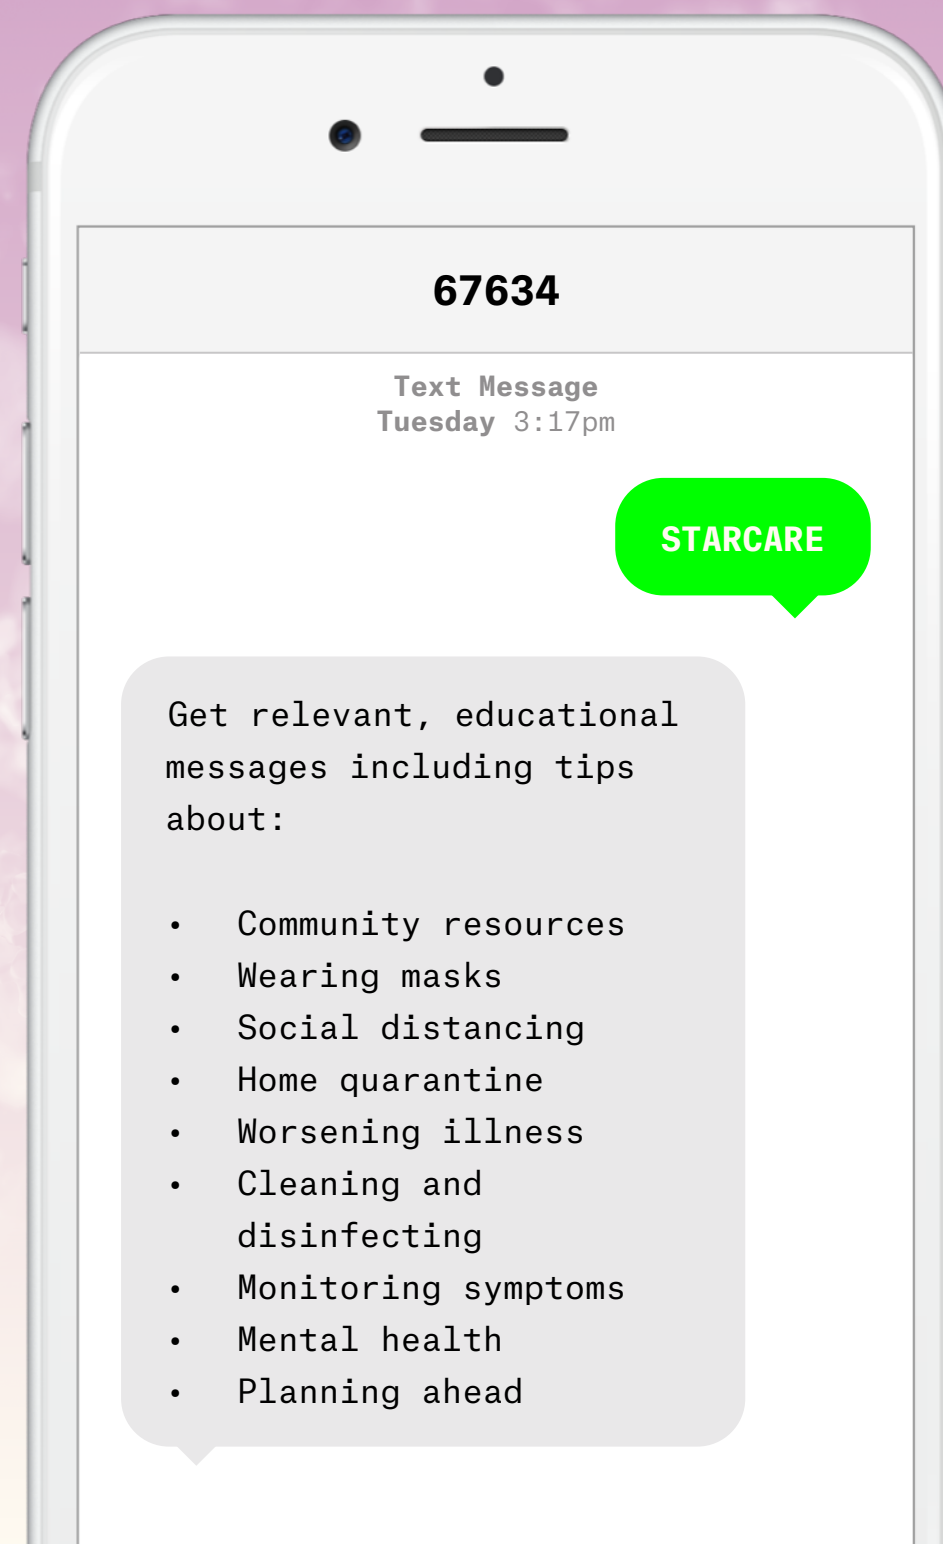 67634
Text Message
Tuesday 3:17pm
STARCARE
Get relevant, educational
messages including tips
about:
• Community resources
• Wearing masks
• Social distancing
• Home quarantine
• Worsening illness
• Cleaning and
disinfecting
• Monitoring symptoms
• Mental health
• Planning ahead